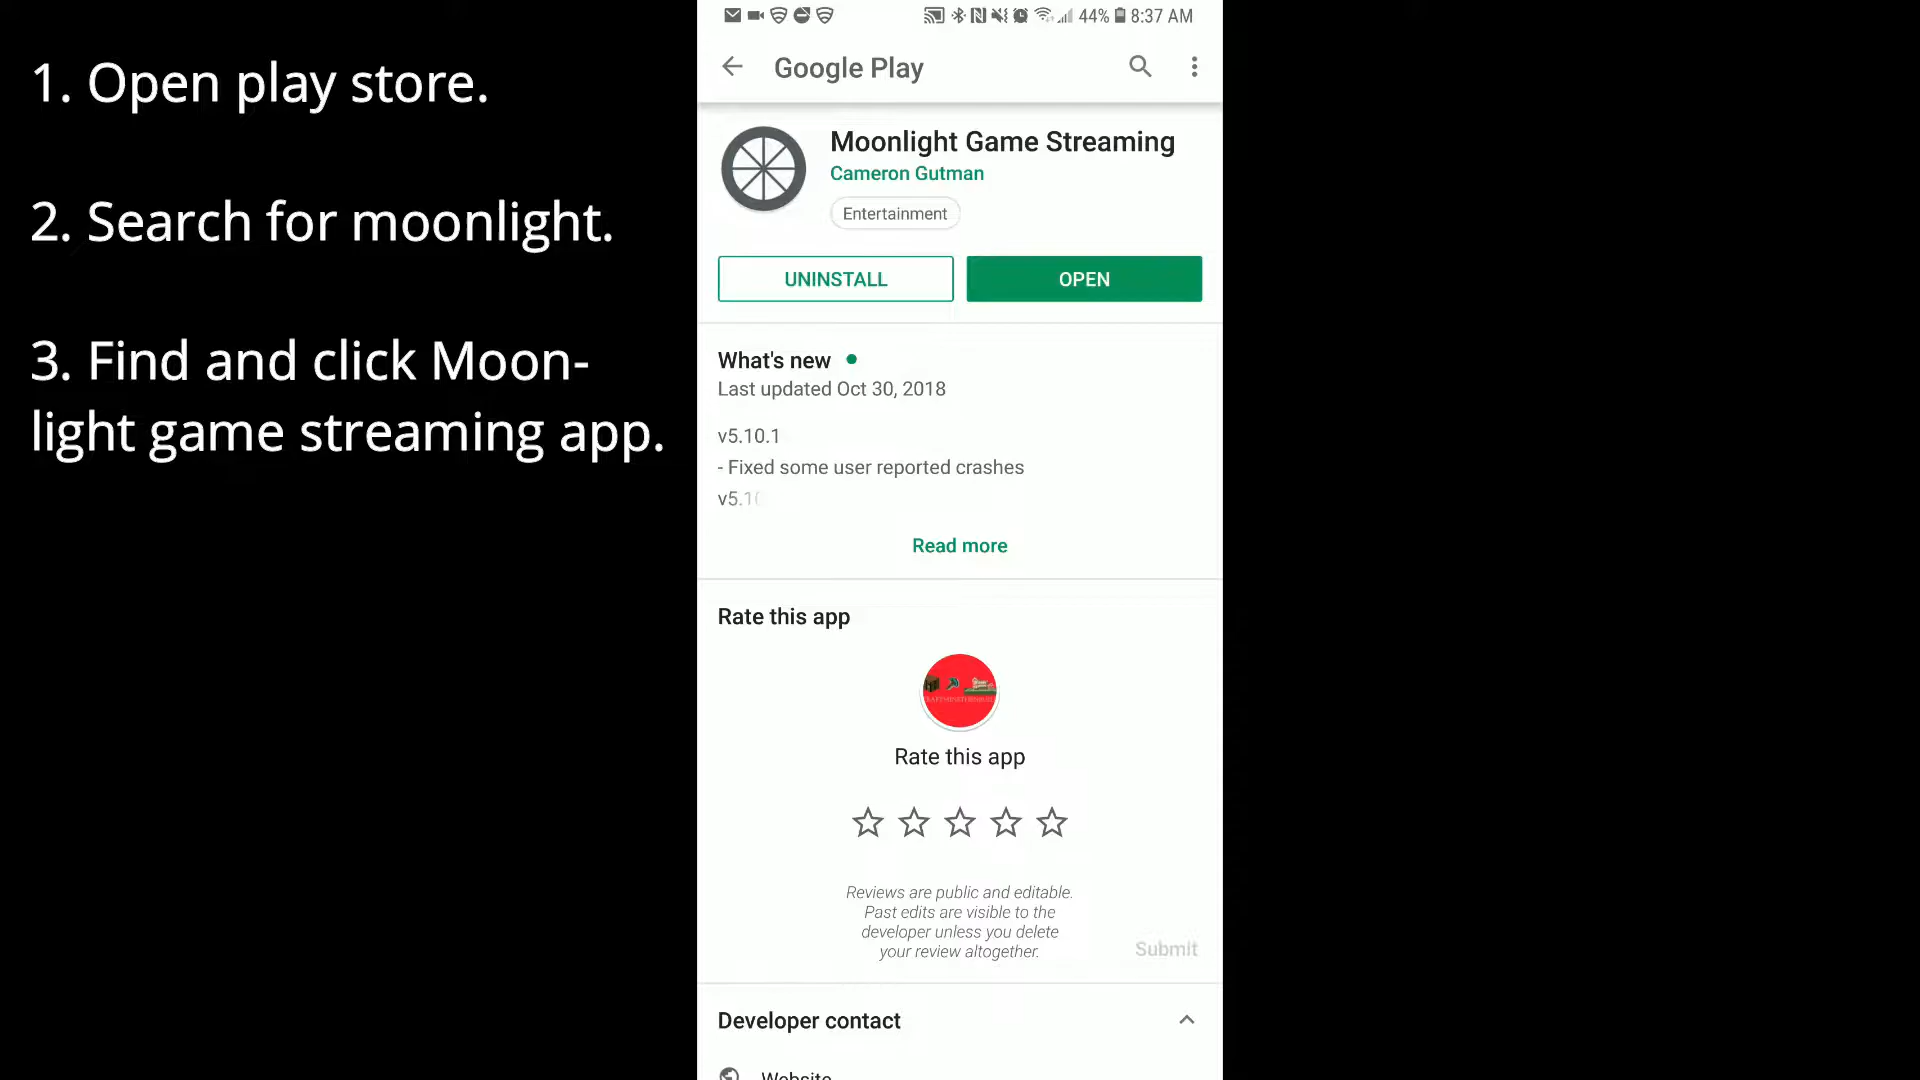 1. Open play store.
2. Search for moonlight.
3. Find and click Moon-
light game streaming app.
44% 8:37 AM
Google Play
Moonlight Game Streaming
Cameron Gutman
Entertainment
UNINSTALL OPEN
What's new
Last updated Oct 30, 2018
v5.10.1
- Fixed some user reported crashes
v5.10
Read more
Rate this app
Rate this app
Reviews are public and editable.
Past edits are visible to the
developer unless you delete
your review altogether.
Submit
Developer contact
Website